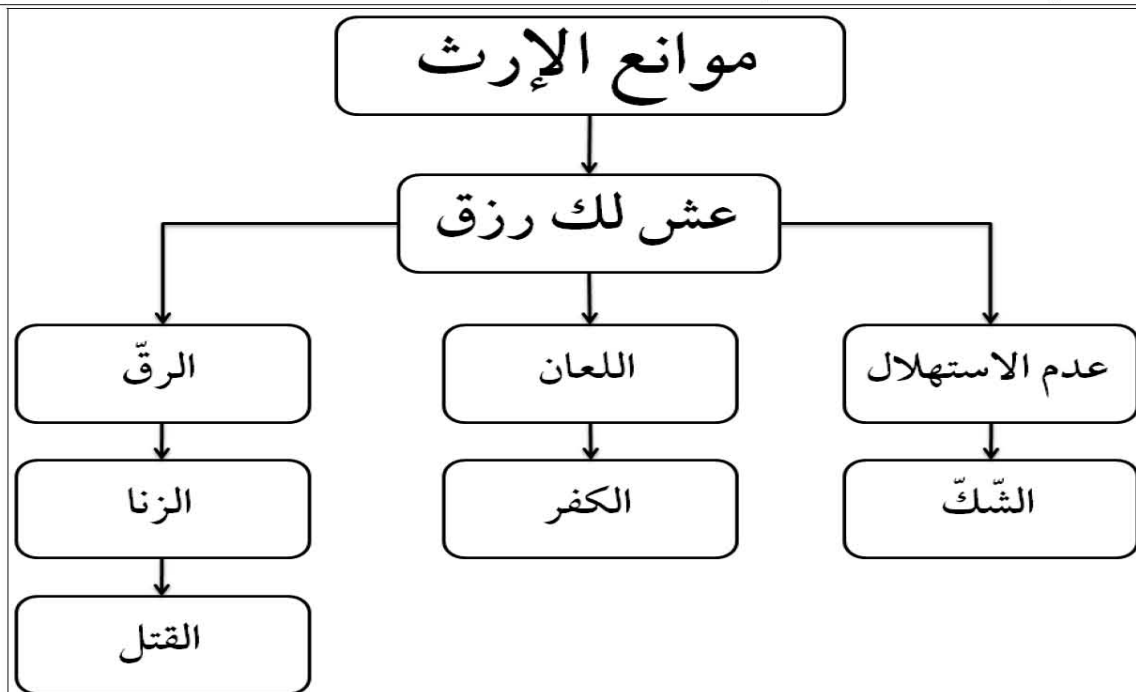 موانع الإرث
عش لك رزق
عدم الاستهلال
اللعان
الرقّ
الشّكّ
الكفر
الزنا
القتل